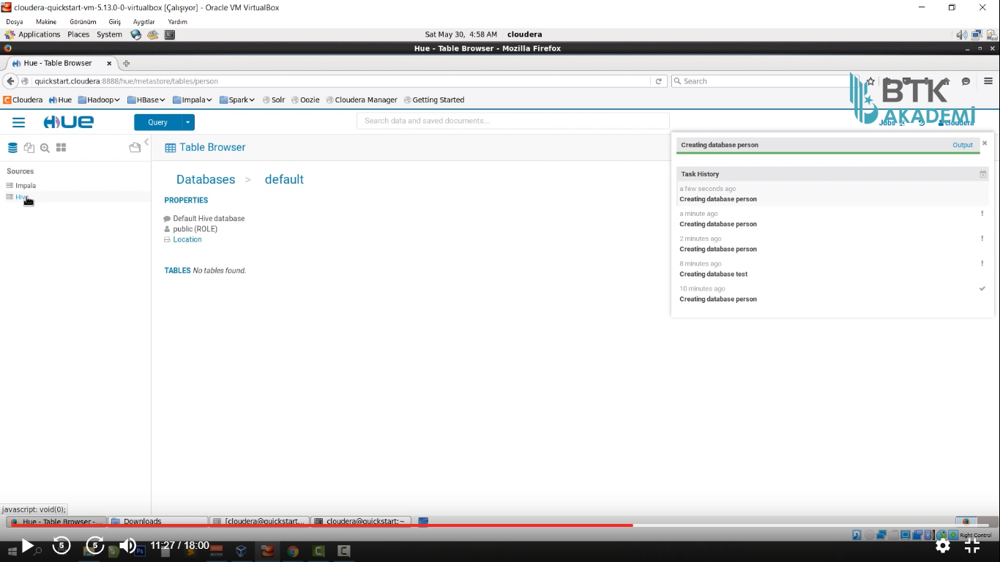 cloudera-quickstart-vm-5.13.0-0-virtualbox [Çalışıyor] - Oracle VM VirtualBox
Dosya Makine Görünüm Giriş Aygıtlar Yardım
Applications Places System Sat May 30, 4:58 AM cloudera
Hue - Table Browser - Mozilla Firefox
Hue - Table Browser
quickstart.cloudera:8888/hue/metastore/tables/person Search
Cloudera Hue Hadoop HBase Impala Spark Solr Oozie Cloudera Manager Getting Started
BTK
AKADEMİ
HUE Query Search data and saved documents... Jobs cloudera
Table Browser
Sources
Impala
Hive
Databases > default
PROPERTIES
Default Hive database
public (ROLE)
Location
TABLES No tables found.
Creating database person Output
Task History
a few seconds ago
Creating database person
a minute ago !
Creating database person
2 minutes ago !
Creating database person
8 minutes ago !
Creating database test
10 minutes ago
Creating database person
javascript: void(0);
Hue - Table Browser -... Downloads [cloudera@quickstart... cloudera@quickstart:~
Right Control
5 5 11:27 / 18:00